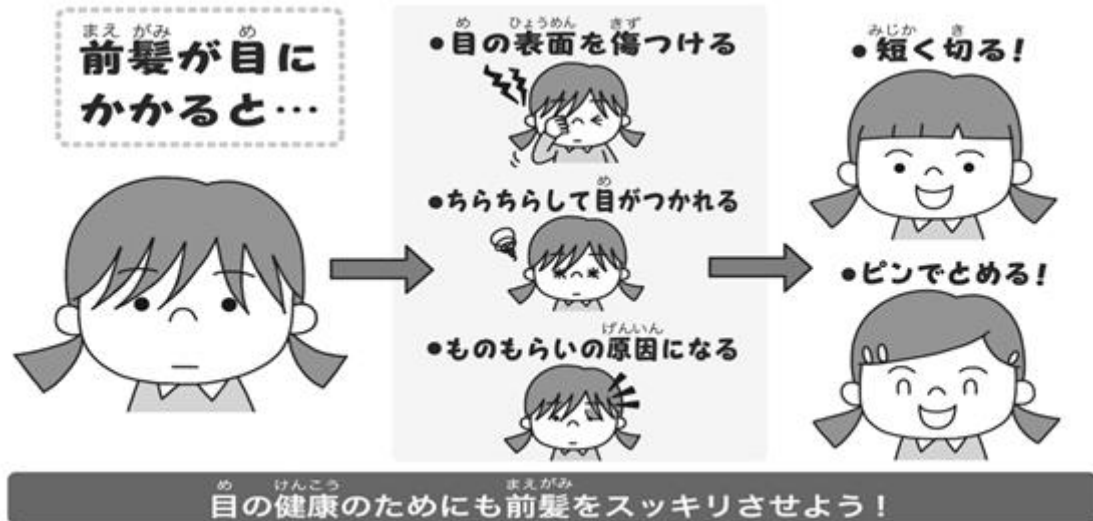 前髪が目に
かかると…
●目の表面を傷つける
●ちらちらして目がつかれる
●ものもらいの原因になる
●短く切る！
●ピンでとめる！
目の健康のためにも前髪をスッキリさせよう！